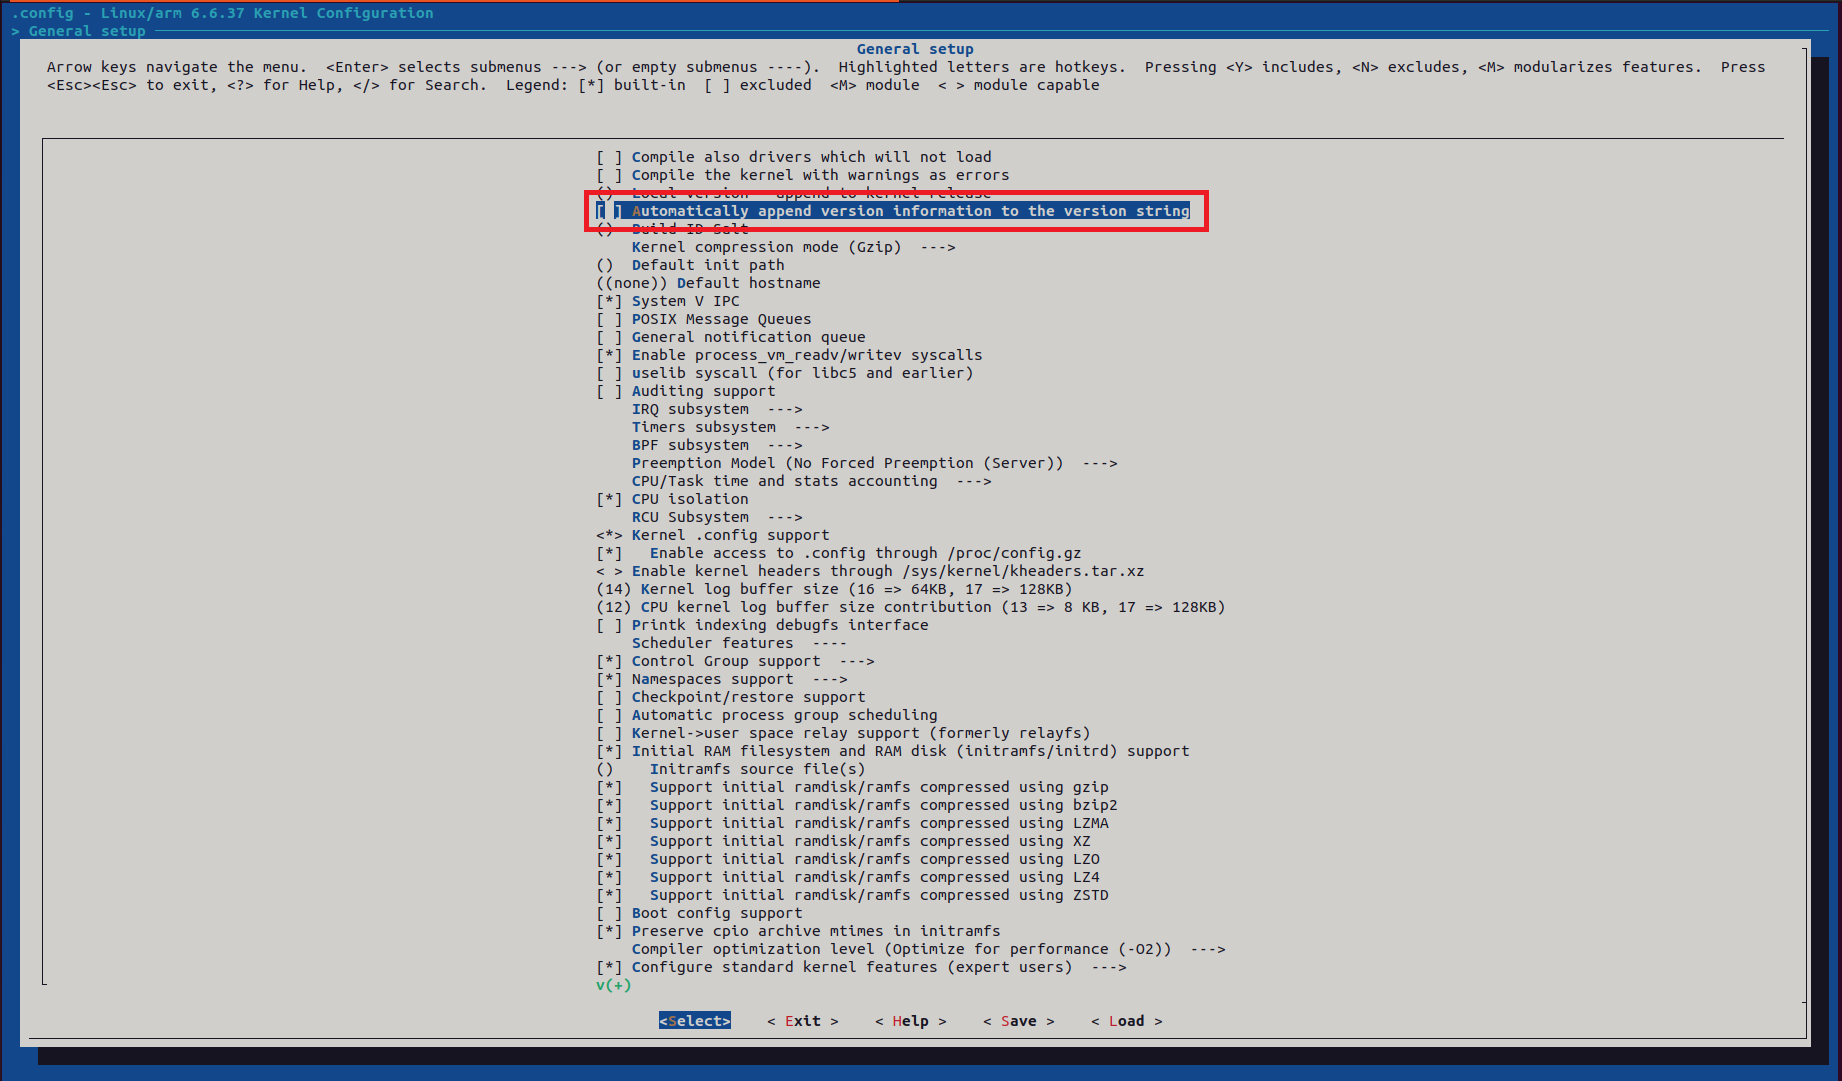 .config - Linux/arm 6.6.37 Kernel Configuration
> General setup
General setup
Arrow keys navigate the menu.  <Enter> selects submenus ---> (or empty submenus ----).  Highlighted letters are hotkeys.  Pressing <Y> includes, <N> excludes, <M> modularizes features.  Press
<Esc><Esc> to exit, <?> for Help, </> for Search.  Legend: [*] built-in  [ ] excluded  <M> module  < > module capable
[ ] Compile also drivers which will not load
[ ] Compile the kernel with warnings as errors
()  Local version - append to kernel release
[ ] Automatically append version information to the version string
()  Build ID Salt
    Kernel compression mode (Gzip)  --->
()  Default init path
((none)) Default hostname
[*] System V IPC
[ ] POSIX Message Queues
[ ] General notification queue
[*] Enable process_vm_readv/writev syscalls
[ ] uselib syscall (for libc5 and earlier)
[ ] Auditing support
    IRQ subsystem  --->
    Timers subsystem  --->
    BPF subsystem  --->
    Preemption Model (No Forced Preemption (Server))  --->
    CPU/Task time and stats accounting  --->
[*] CPU isolation
    RCU Subsystem  --->
<*> Kernel .config support
[*]   Enable access to .config through /proc/config.gz
< > Enable kernel headers through /sys/kernel/kheaders.tar.xz
(14) Kernel log buffer size (16 => 64KB, 17 => 128KB)
(12) CPU kernel log buffer size contribution (13 => 8 KB, 17 => 128KB)
[ ] Printk indexing debugfs interface
    Scheduler features  ----
[*] Control Group support  --->
[*] Namespaces support  --->
[ ] Checkpoint/restore support
[ ] Automatic process group scheduling
[ ] Kernel->user space relay support (formerly relayfs)
[*] Initial RAM filesystem and RAM disk (initramfs/initrd) support
()    Initramfs source file(s)
[*]   Support initial ramdisk/ramfs compressed using gzip
[*]   Support initial ramdisk/ramfs compressed using bzip2
[*]   Support initial ramdisk/ramfs compressed using LZMA
[*]   Support initial ramdisk/ramfs compressed using XZ
[*]   Support initial ramdisk/ramfs compressed using LZO
[*]   Support initial ramdisk/ramfs compressed using LZ4
[*]   Support initial ramdisk/ramfs compressed using ZSTD
[ ] Boot config support
[*] Preserve cpio archive mtimes in initramfs
    Compiler optimization level (Optimize for performance (-O2))  --->
[*] Configure standard kernel features (expert users)  --->
v(+)
<Select>    < Exit >    < Help >    < Save >    < Load >